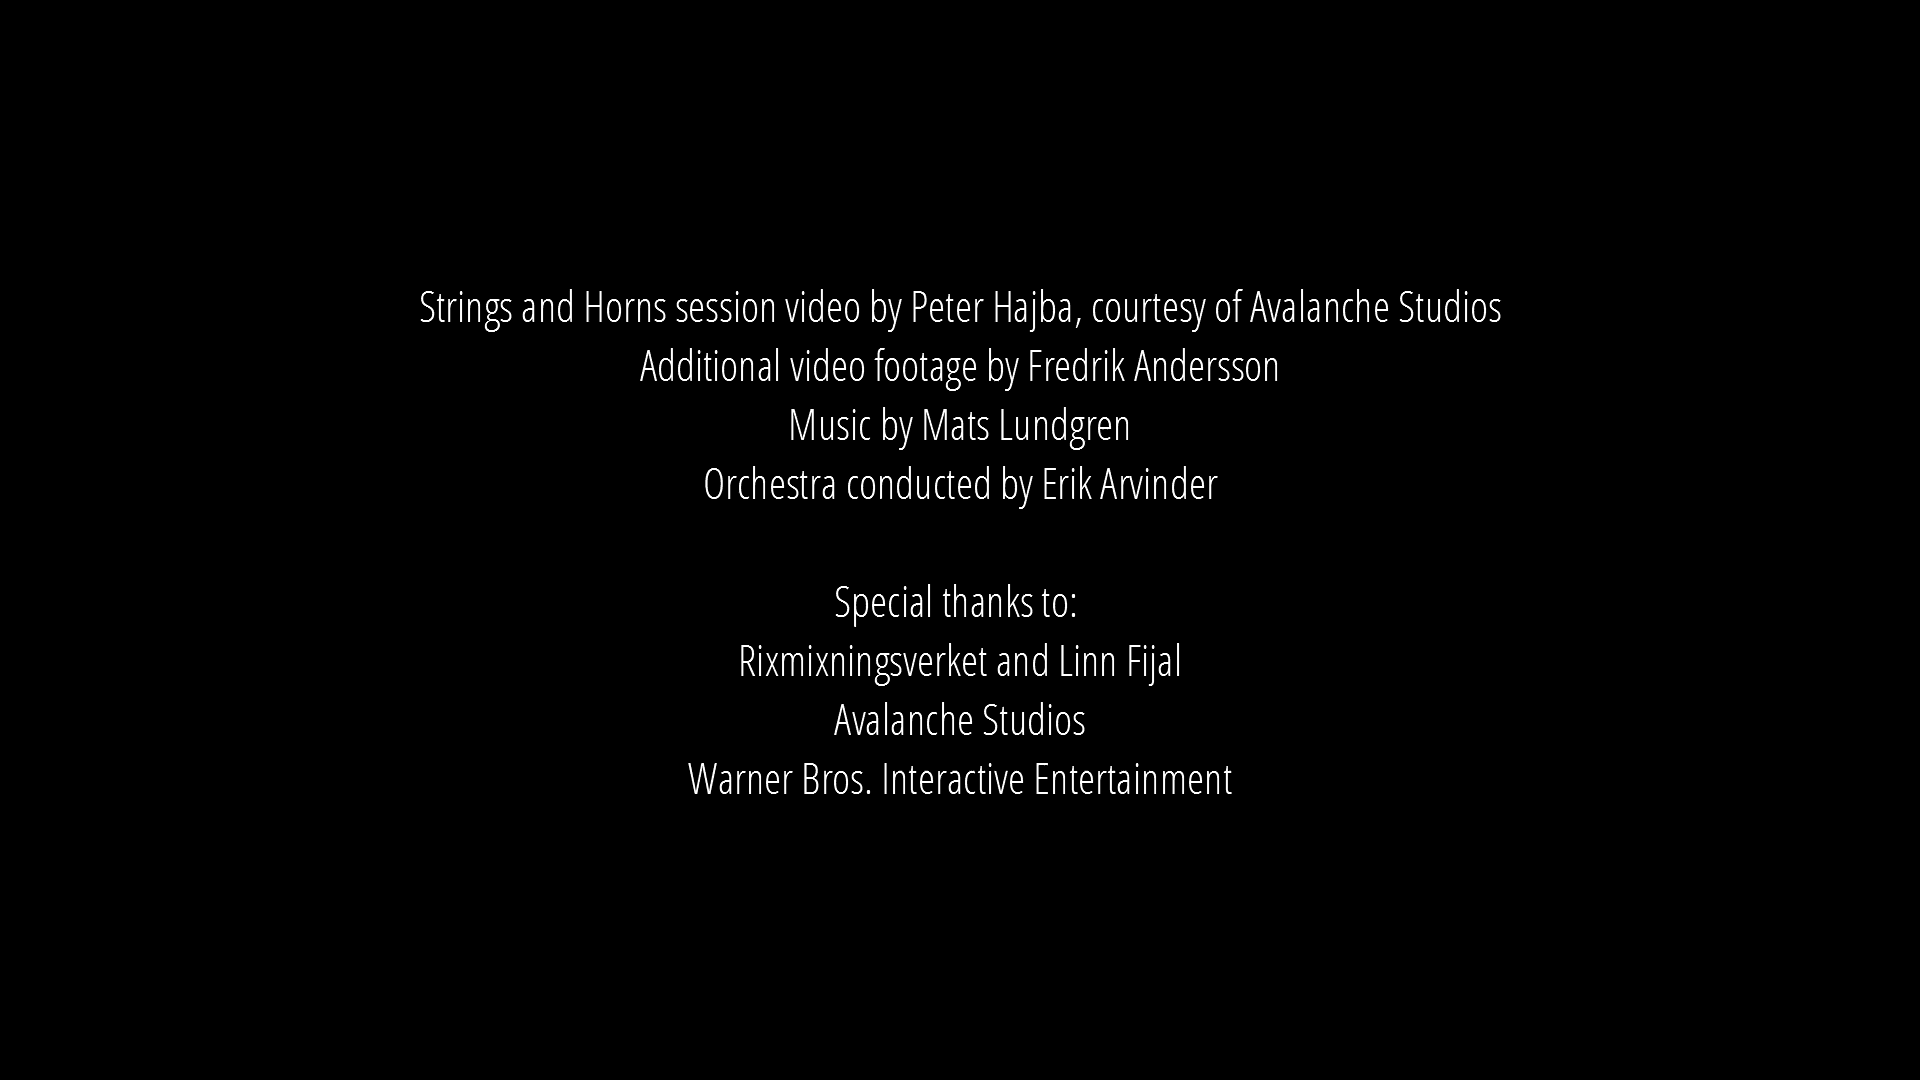 Strings and Horns session video by Peter Hajba, courtesy of Avalanche Studios
Additional video footage by Fredrik Andersson
Music by Mats Lundgren
Orchestra conducted by Erik Arvinder
Special thanks to:
Rixmixningsverket and Linn Fijal
Avalanche Studios
Warner Bros. Interactive Entertainment